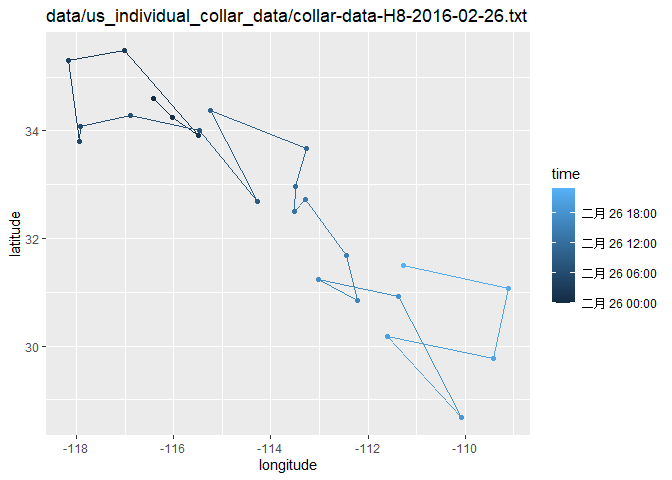 data/us_individual_collar_data/collar-data-H8-2016-02-26.txt
34
32
30
latitude
-118
-116
-114
-112
-110
longitude
time
二月 26 18:00
二月 26 12:00
二月 26 06:00
二月 26 00:00